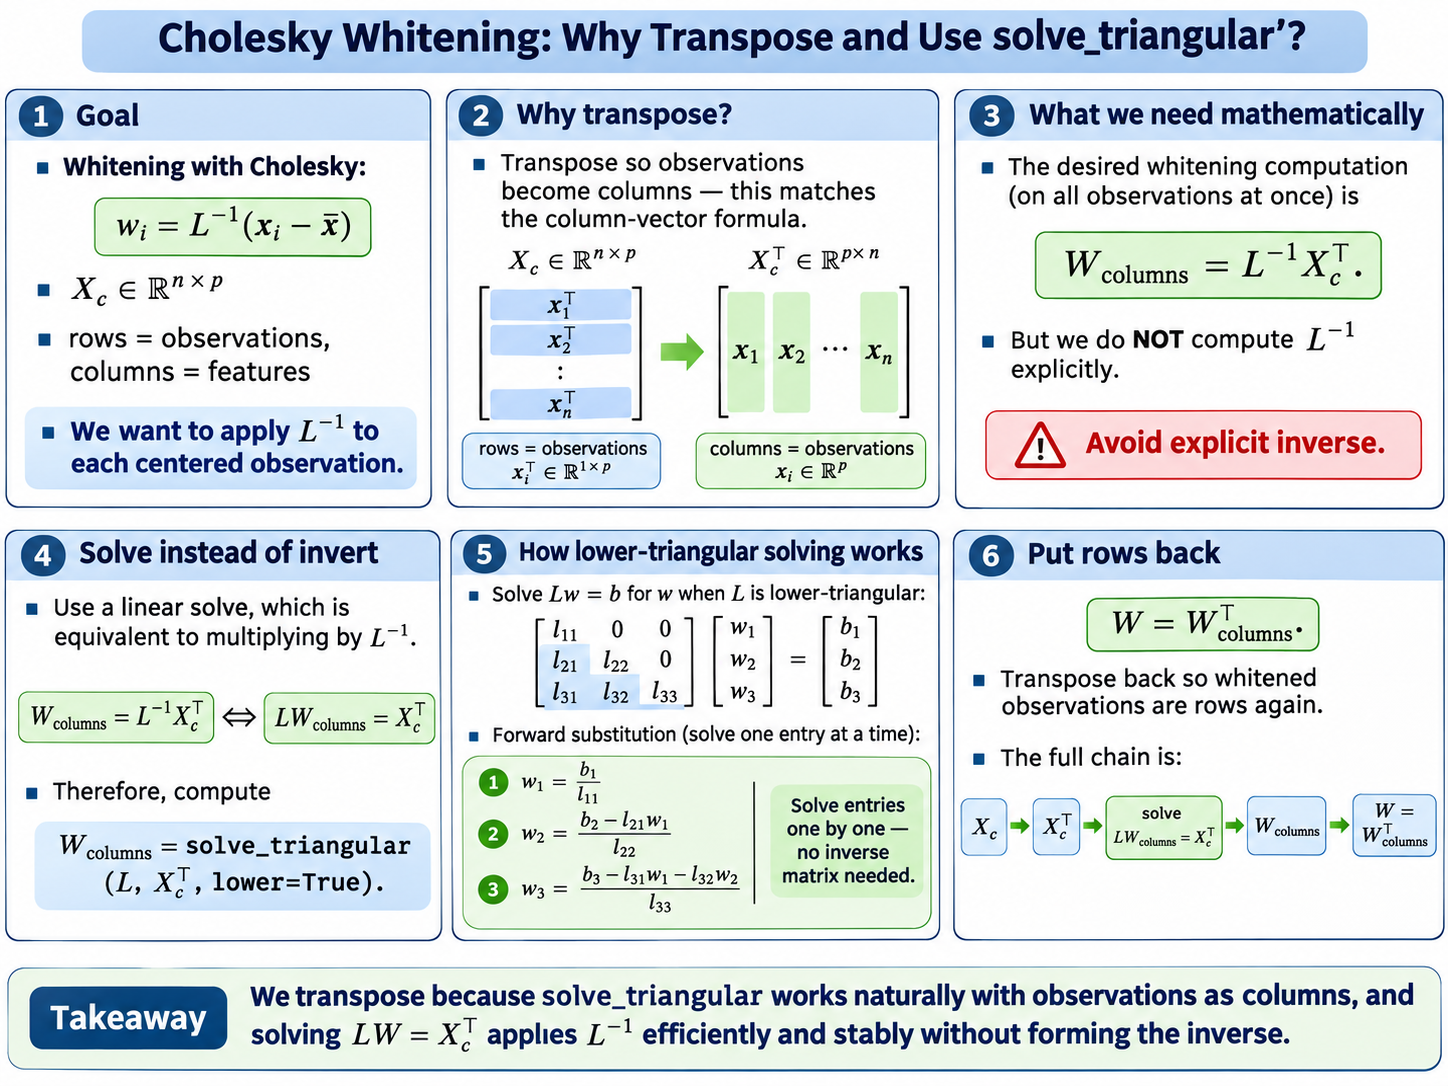 Cholesky Whitening: Why Transpose and Use solve_triangular’?
1 Goal
▪ Whitening with Cholesky:
w_i = L⁻¹(x_i − x̄)
▪ X_c ∈ ℝ^{n × p}
▪ rows = observations,
columns = features
▪ We want to apply L⁻¹ to
each centered observation.
2 Why transpose?
▪ Transpose so observations
become columns — this matches
the column-vector formula.
X_c ∈ ℝ^{n × p} X_c^⊤ ∈ ℝ^{p× n}
x_1^⊤
x_2^⊤
:
x_n^⊤
x_1 x_2 ⋯ x_n
rows = observations
x_i^⊤ ∈ ℝ^{1 × p}
columns = observations
x_i ∈ ℝ^p
3 What we need mathematically
▪ The desired whitening computation
(on all observations at once) is
W_columns = L⁻¹X_c^⊤.
▪ But we do NOT compute L⁻¹
explicitly.
! Avoid explicit inverse.
4 Solve instead of invert
▪ Use a linear solve, which is
equivalent to multiplying by L⁻¹.
W_columns = L⁻¹X_c^⊤ ⟺ LW_columns = X_c^⊤
▪ Therefore, compute
W_columns = solve_triangular
(L, X_c^⊤, lower=True).
5 How lower-triangular solving works
▪ Solve Lw = b for w when L is lower-triangular:
l_11 0 0 w_1 b_1
l_21 l_22 0 w_2 = b_2
l_31 l_32 l_33 w_3 b_3
▪ Forward substitution (solve one entry at a time):
1 w_1 = b_1 / l_11
2 w_2 = b_2 − l_21w_1 / l_22
3 w_3 = b_3 − l_31w_1 − l_32w_2 / l_33
Solve entries
one by one —
no inverse
matrix needed.
6 Put rows back
W = W_columns^⊤.
▪ Transpose back so whitened
observations are rows again.
▪ The full chain is:
X_c → X_c^⊤ → solve LW_columns = X_c^⊤ → W_columns → W = W_columns^⊤
Takeaway
We transpose because solve_triangular works naturally with observations as columns, and
solving LW = X_c^⊤ applies L⁻¹ efficiently and stably without forming the inverse.